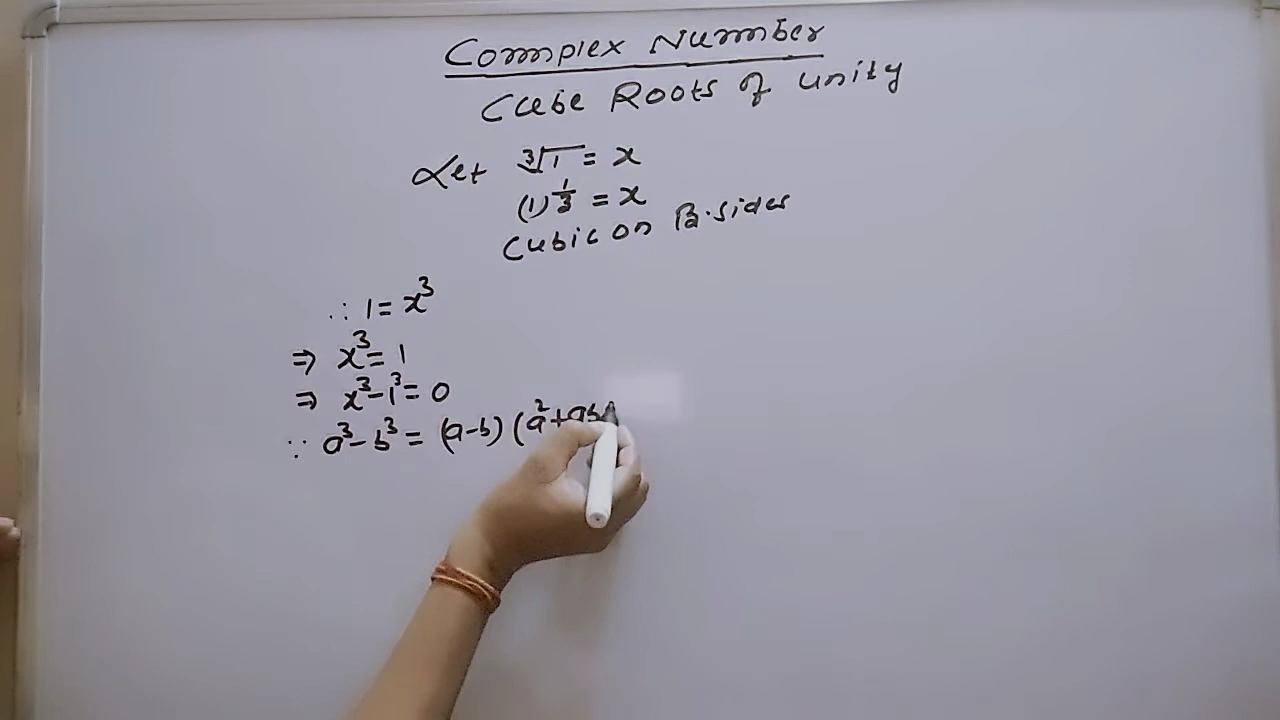 Complex Number
Cube Roots of unity
Let ∛1 = x
(1)^1/3 = x
Cubic on B.sides
∴ 1 = x³
⇒ x³ = 1
⇒ x³ - 1³ = 0
∵ a³ - b³ = (a-b) (a² + ab